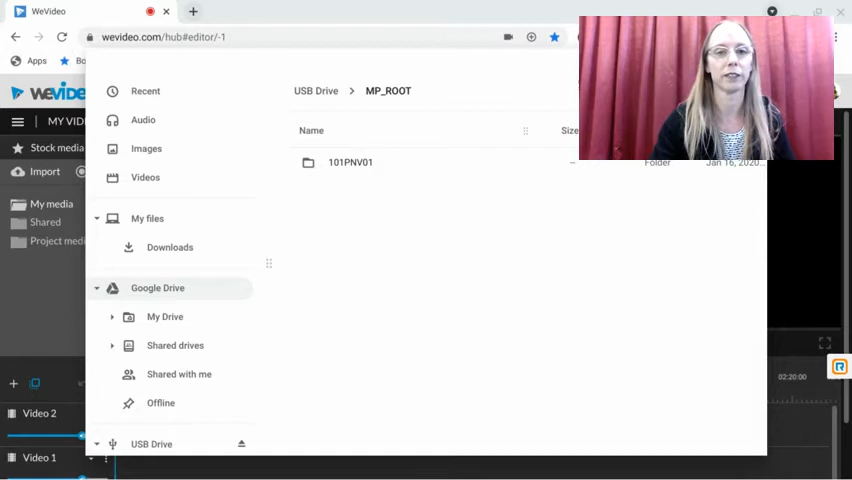 WeVideo
wevideo.com/hub#editor/-1
Apps
Bo
WEVIDE
MY VID
Stock media
Import
My media
Shared
Project medi
Recent
Audio
Images
Videos
My files
Downloads
Google Drive
My Drive
Shared drives
Shared with me
Offline
USB Drive
USB Drive > MP_ROOT
Name
Size
101PNV01
--
Folder
Jan 16, 2020...
02:20:00
Video 2
Video 1